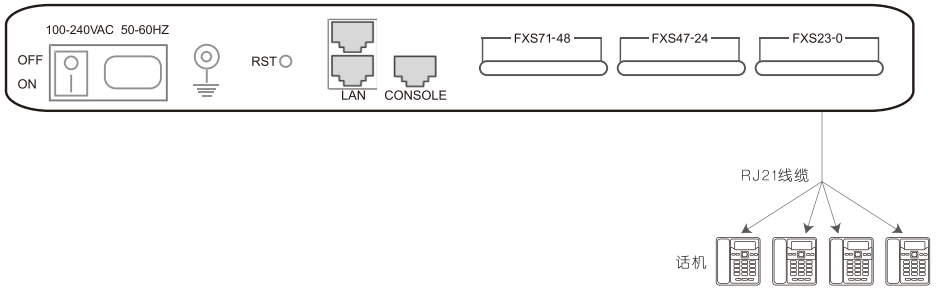 100-240VAC 50-60HZ
OFF
ON
RST
LAN
CONSOLE
FXS71-48
FXS47-24
FXS23-0
RJ21线缆
话机